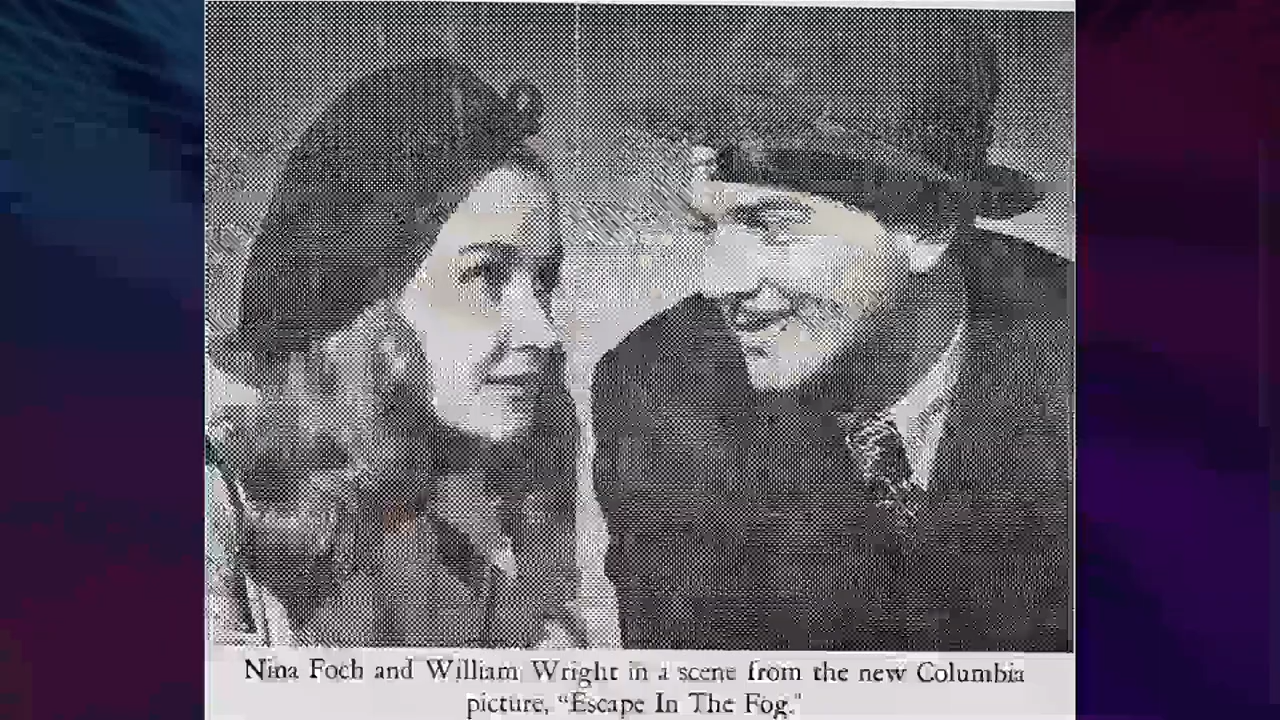 Nina Foch and William Wright in a scene from the new Columbia
picture, "Escape In The Fog."